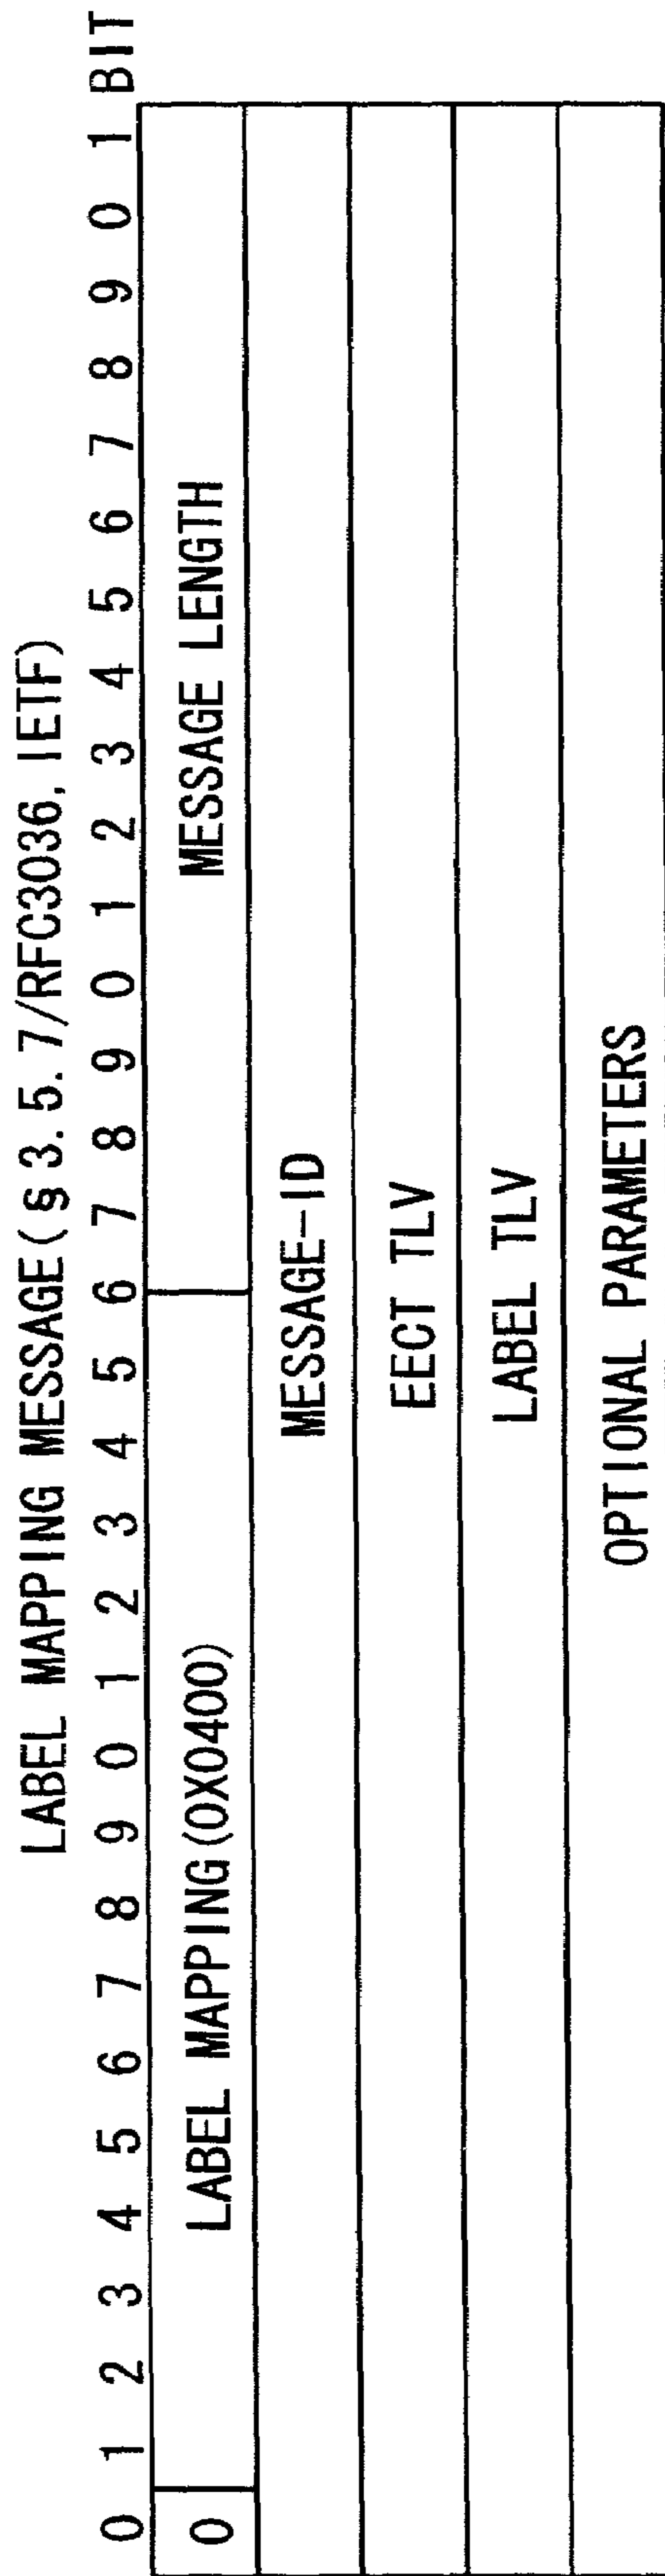 LABEL MAPPING MESSAGE(§3.5.7/RFC3036, IETF)
0 1 2 3 4 5 6 7 8 9 0 1 2 3 4 5 6 7 8 9 0 1 2 3 4 5 6 7 8 9 0 1 BIT
0 LABEL MAPPING(0X0400) MESSAGE LENGTH
MESSAGE-ID
EECT TLV
LABEL TLV
OPTIONAL PARAMETERS